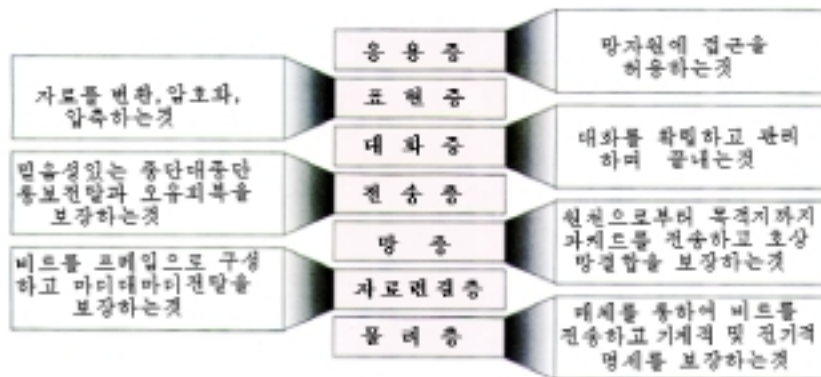 응용층
망자원에 접근을
허용하는것
자료를 변환, 암호화,
압축하는것
표현층
대화층
대화를 확립하고 관리
하며 끝내는것
믿음성있는 종단대종단
통보전달과 오유회복을
보장하는것
전송층
망층
원천으로부터 목적지까지
파케트를 전송하고 호상
망결합을 보장하는것
비트를 프레임으로 구성
하고 마디대마디전달을
보장하는것
자료련결층
물리층
매체를 통하여 비트를
전송하고 기계적 및 전기적
명세를 보장하는것